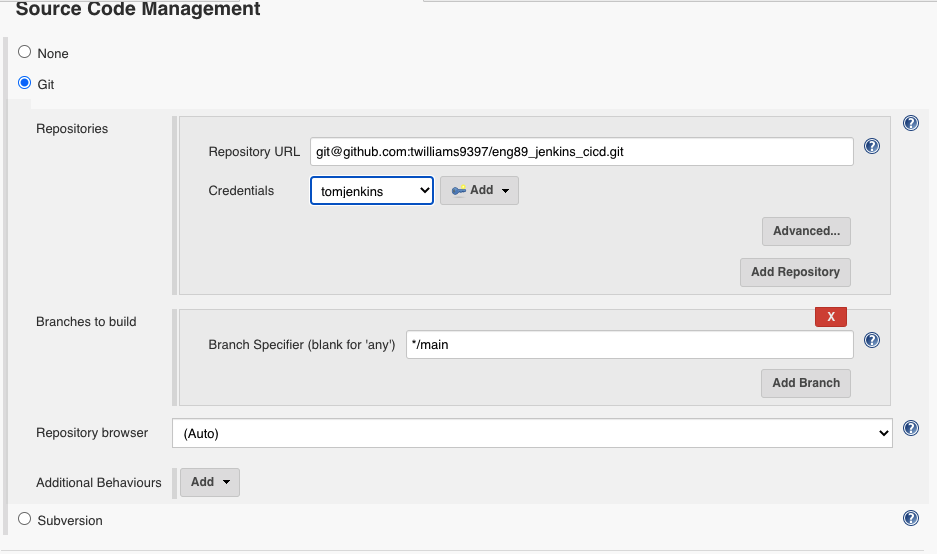 Source Code Management
None
Git
Repositories
Repository URL git@github.com:twilliams9397/eng89_jenkins_cicd.git
Credentials tomjenkins Add
Advanced...
Add Repository
Branches to build
X
Branch Specifier (blank for 'any') */main
Add Branch
Repository browser (Auto)
Additional Behaviours Add
Subversion